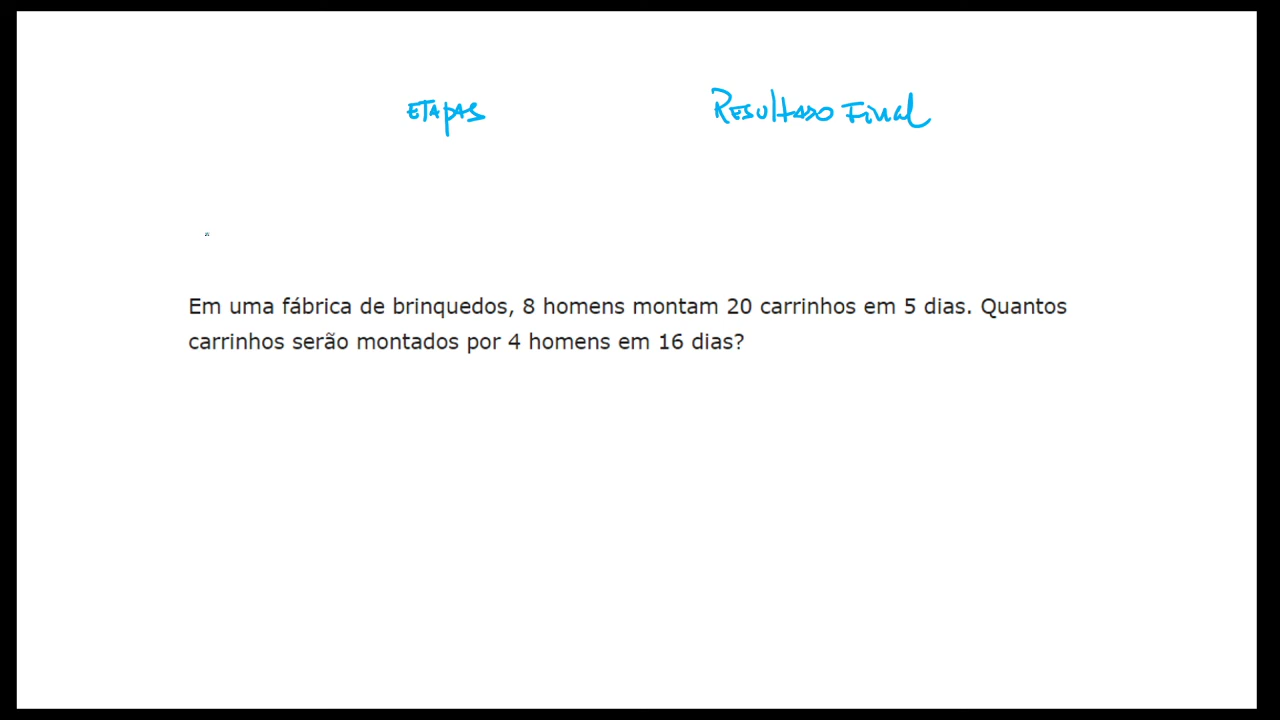 ETAPAS RESULTADO FINAL
Em uma fábrica de brinquedos, 8 homens montam 20 carrinhos em 5 dias. Quantos
carrinhos serão montados por 4 homens em 16 dias?